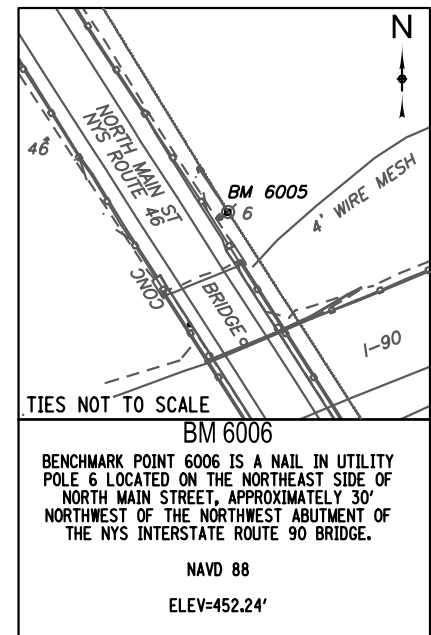 N
NORTH MAIN ST
NYS ROUTE 46
46
BM 6005
6
4' WIRE MESH
CONC
BRIDGE
I-90
TIES NOT TO SCALE
BM 6006
BENCHMARK POINT 6006 IS A NAIL IN UTILITY
POLE 6 LOCATED ON THE NORTHEAST SIDE OF
NORTH MAIN STREET, APPROXIMATELY 30'
NORTHWEST OF THE NORTHWEST ABUTMENT OF
THE NYS INTERSTATE ROUTE 90 BRIDGE.
NAVD 88
ELEV=452.24'